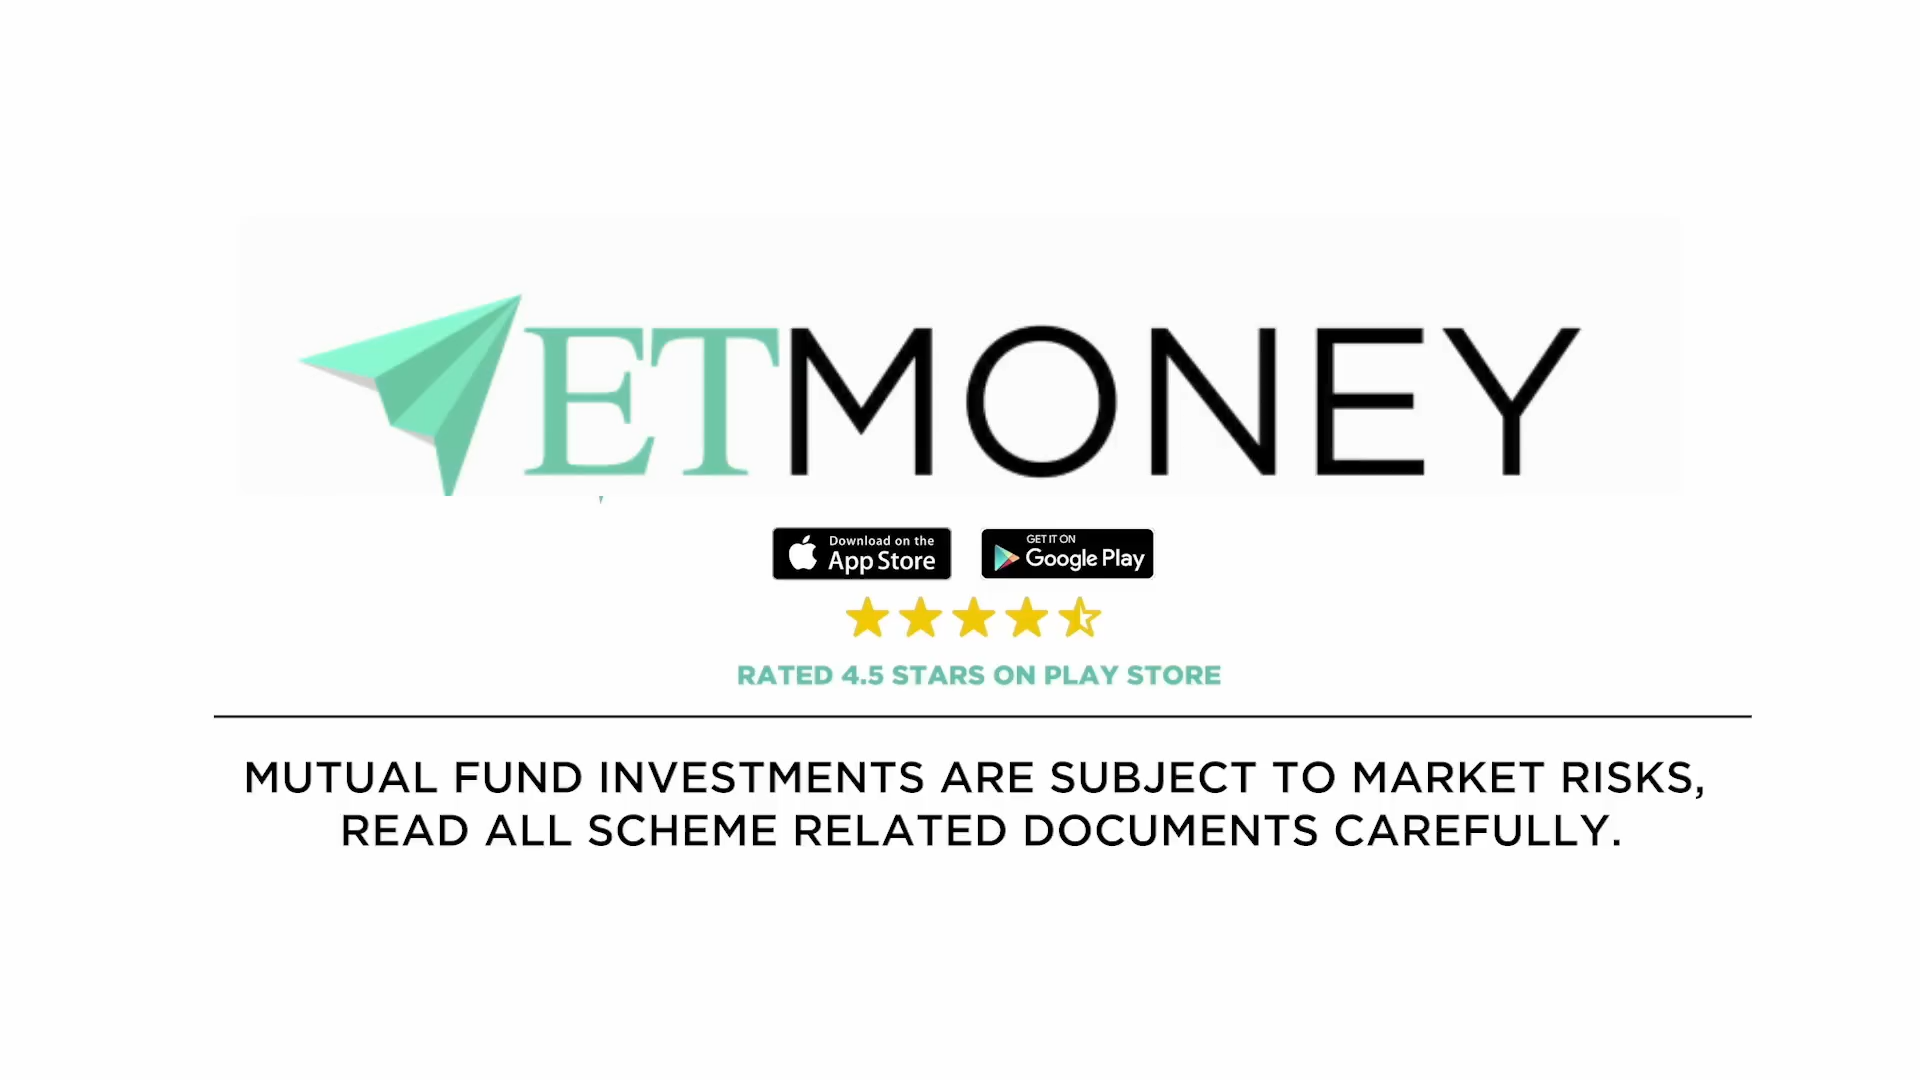 ETMONEY
Download on the
App Store
GET IT ON
Google Play
RATED 4.5 STARS ON PLAY STORE
MUTUAL FUND INVESTMENTS ARE SUBJECT TO MARKET RISKS,
READ ALL SCHEME RELATED DOCUMENTS CAREFULLY.